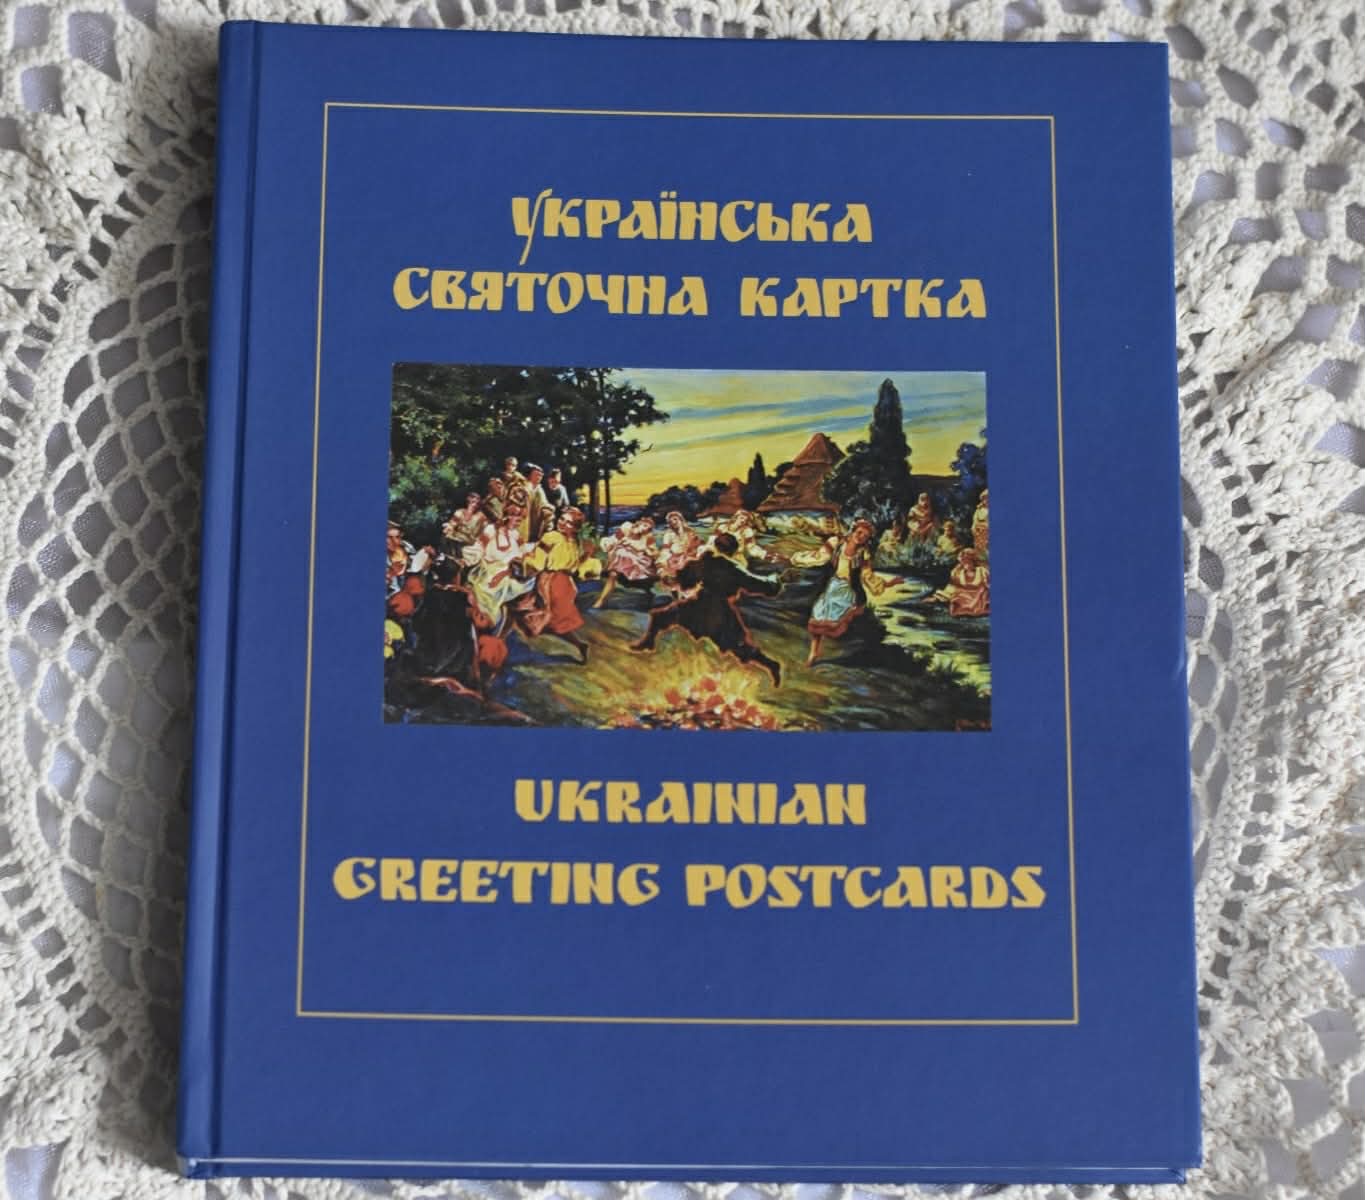 Українська
святочна картка
Ukrainian
Greeting Postcards